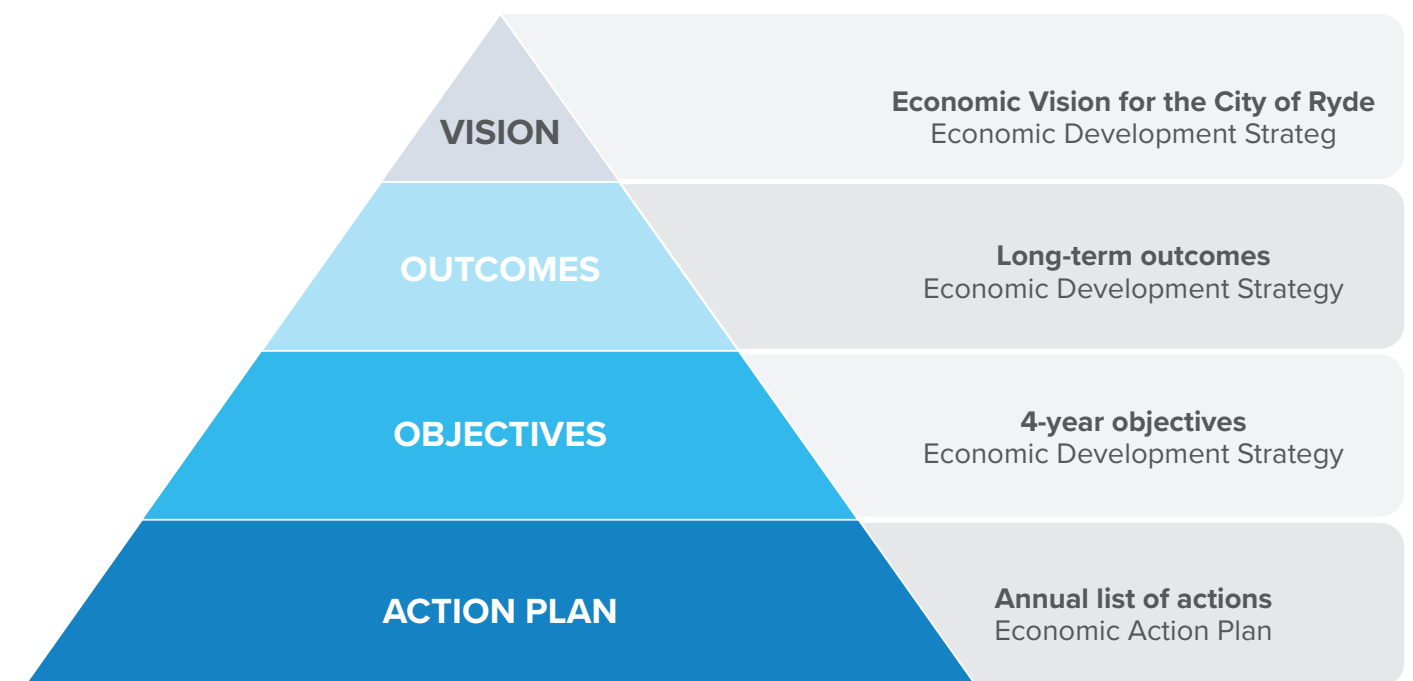 VISION
Economic Vision for the City of Ryde
Economic Development Strateg
OUTCOMES
Long-term outcomes
Economic Development Strategy
OBJECTIVES
4-year objectives
Economic Development Strategy
ACTION PLAN
Annual list of actions
Economic Action Plan